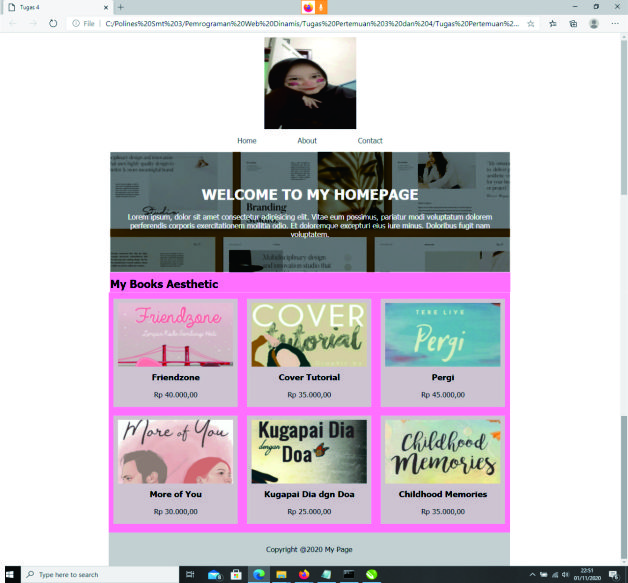 Tugas 4
File
C:/Polines%20Smt%203/Pemrograman%20Web%20Dinamis/Tugas%20Pertemuan%203%20dan%204/Tugas%20Pertemuan%2...
Home About Contact
WELCOME TO MY HOMEPAGE
Lorem ipsum, dolor sit amet consectetur adipisicing elit. Vitae eum possimus, pariatur modi voluptatum dolorem
perferendis corporis exercitationem mollitia odio. Et doloremque excepturi eius iure minus. Doloribus fugit nam
voluptatem.
Branding
Studio
Multidisciplinary design
My Books Aesthetic
Friendzone
COVER
tutorial
TERE LIYE
Pergi
Friendzone Cover Tutorial Pergi
Rp 40.000,00 Rp 35.000,00 Rp 45.000,00
More of You
Kugapai Dia
dengan
Doa
Childhood
Memories
More of You Kugapai Dia dgn Doa Childhood Memories
Rp 30.000,00 Rp 25.000,00 Rp 35.000,00
Copyright @2020 My Page
Type here to search
22:51
01/11/2020